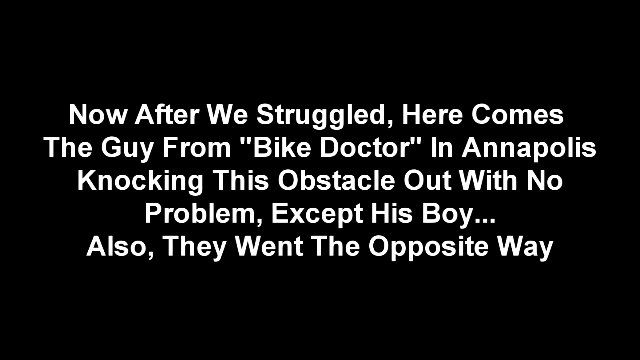 Now After We Struggled, Here Comes
The Guy From "Bike Doctor" In Annapolis
Knocking This Obstacle Out With No
Problem, Except His Boy...
Also, They Went The Opposite Way